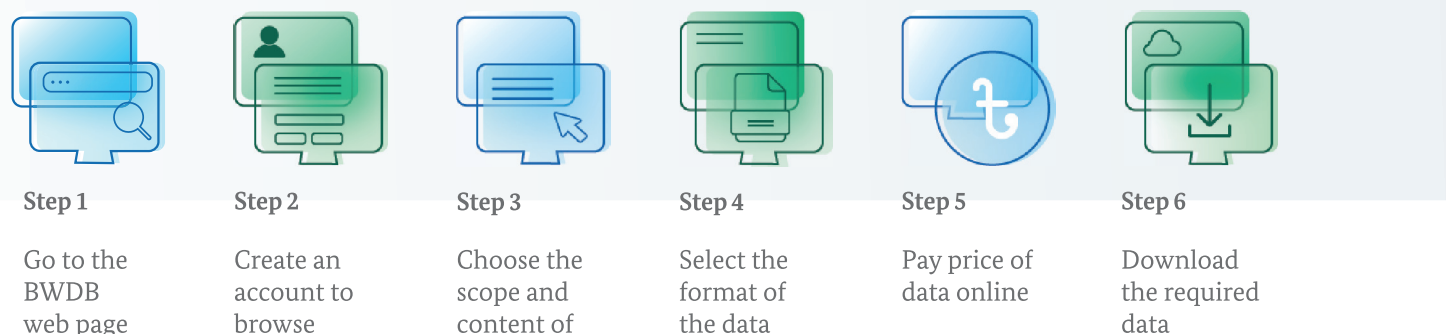 Step 1
Go to the
BWDB
web page
Step 2
Create an
account to
browse
Step 3
Choose the
scope and
content of
Step 4
Select the
format of
the data
Step 5
৳
Pay price of
data online
Step 6
Download
the required
data